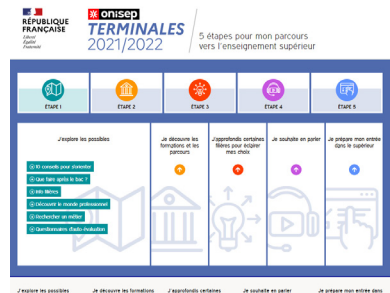 RÉPUBLIQUE
FRANÇAISE
Liberté
Égalité
Fraternité
onisep
TERMINALES
2021/2022
5 étapes pour mon parcours
vers l'enseignement supérieur
ÉTAPE 1
ÉTAPE 2
ÉTAPE 3
ÉTAPE 4
ÉTAPE 5
J'explore les possibles
10 conseils pour s'orienter
Que faire après le bac ?
Info filières
Découvrir le monde professionnel
Rechercher un métier
Questionnaires d'auto-évaluation
Je découvre les
formations et les
parcours
J'approfondis certaines
filières pour éclairer
mes choix
Je souhaite en parler
Je prépare mon entrée
dans le supérieur
J'explore les possibles
Je découvre les formations
J'approfondis certaines
Je souhaite en parler
Je prépare mon entrée dans